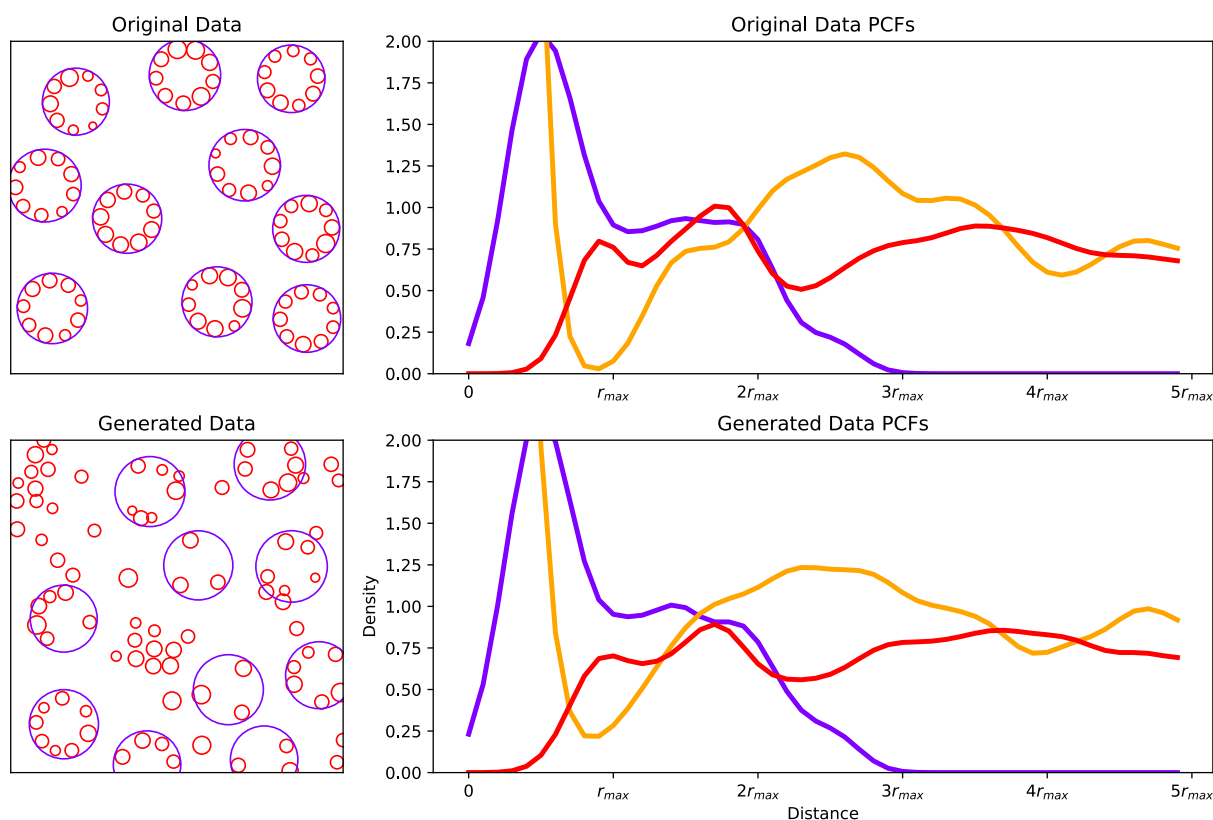 Original Data
Original Data PCFs
2.00
1.75
1.50
1.25
1.00
0.75
0.50
0.25
0.00
0 r_max 2r_max 3r_max 4r_max 5r_max
Generated Data
Generated Data PCFs
Density
2.00
1.75
1.50
1.25
1.00
0.75
0.50
0.25
0.00
0 r_max 2r_max 3r_max 4r_max 5r_max
Distance